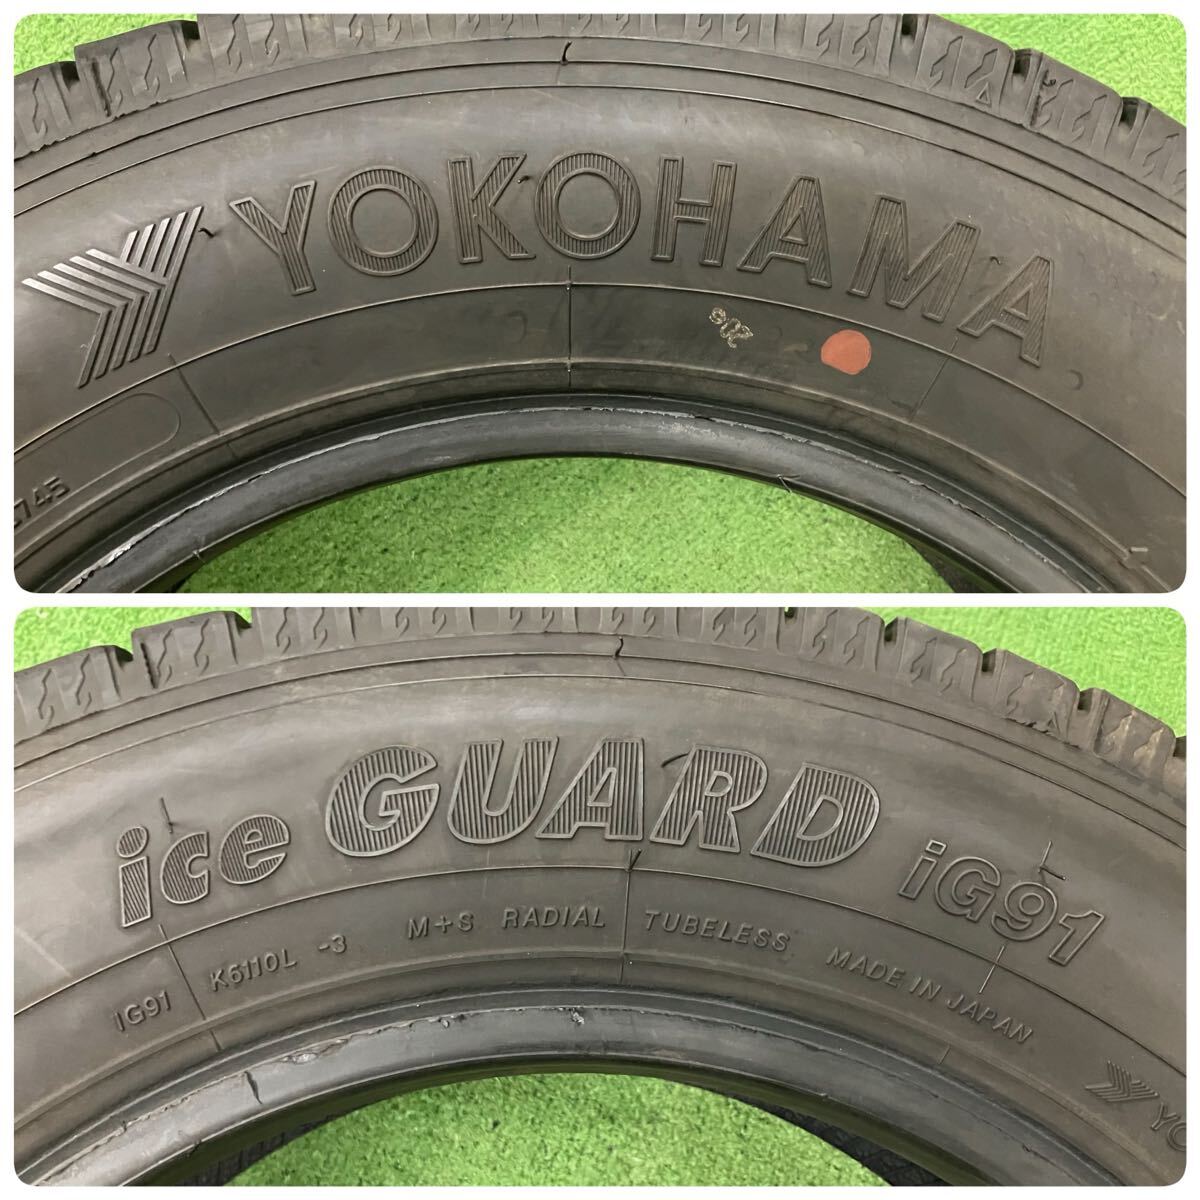 YOKOHAMA
ice GUARD iG91
IG91 K6110L -3 M+S RADIAL TUBELESS MADE IN JAPAN